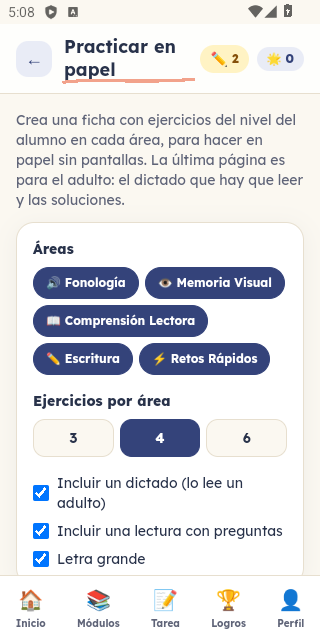 5:08
Practicar en
papel
2
0
Crea una ficha con ejercicios del nivel del
alumno en cada área, para hacer en
papel sin pantallas. La última página es
para el adulto: el dictado que hay que leer
y las soluciones.
Áreas
Fonología
Memoria Visual
Comprensión Lectora
Escritura
Retos Rápidos
Ejercicios por área
3
4
6
Incluir un dictado (lo lee un
adulto)
Incluir una lectura con preguntas
Letra grande
Inicio
Módulos
Tarea
Logros
Perfil